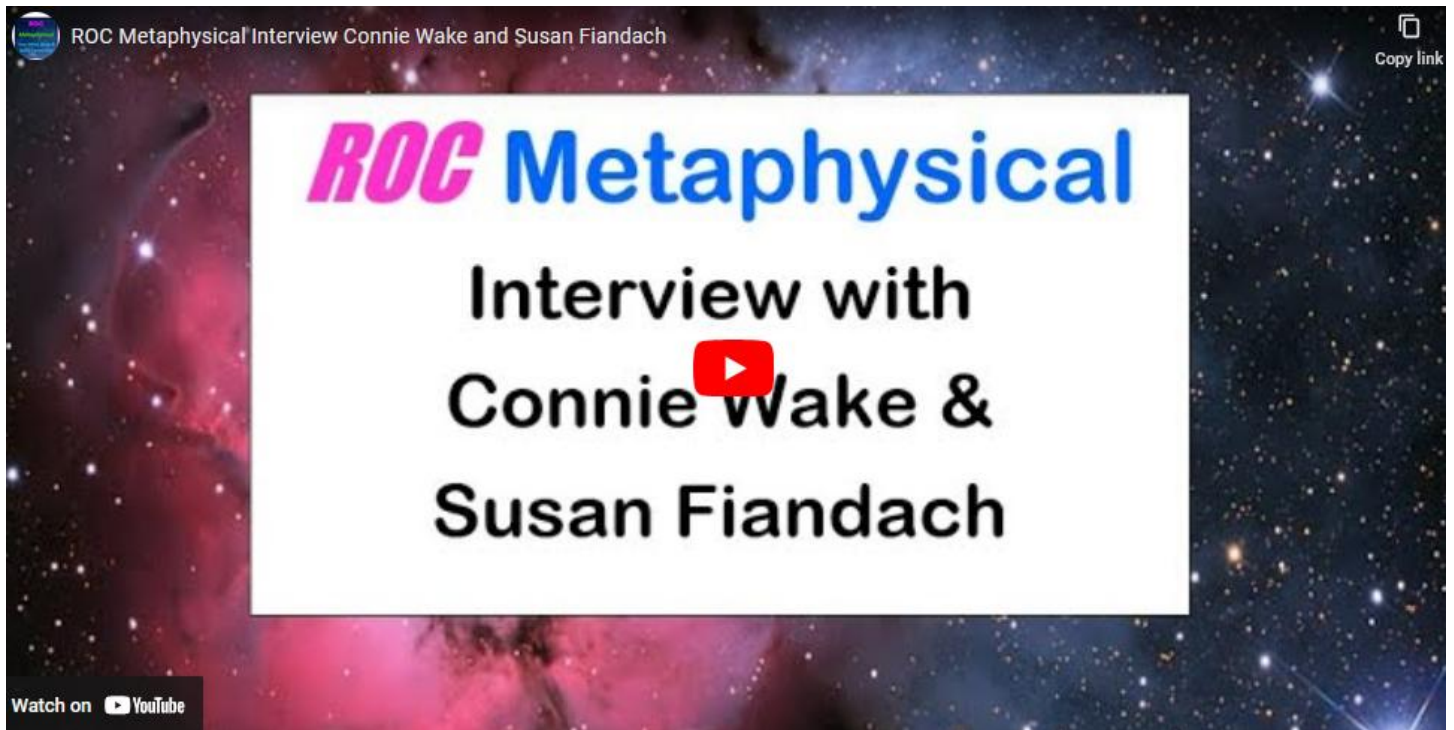 ROC Metaphysical Interview Connie Wake and Susan Fiandach
Copy link
ROC Metaphysical
Interview with
Connie Wake &
Susan Fiandach
Watch on YouTube